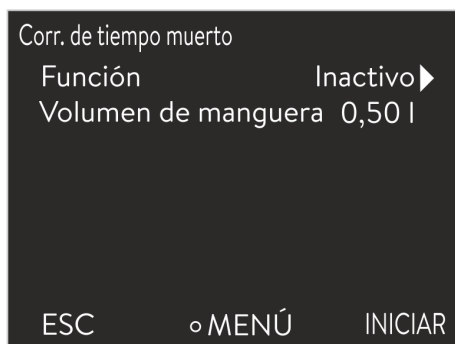 Corr. de tiempo muerto
Función Inactivo
Volumen de manguera 0,50 l
ESC MENÚ INICIAR